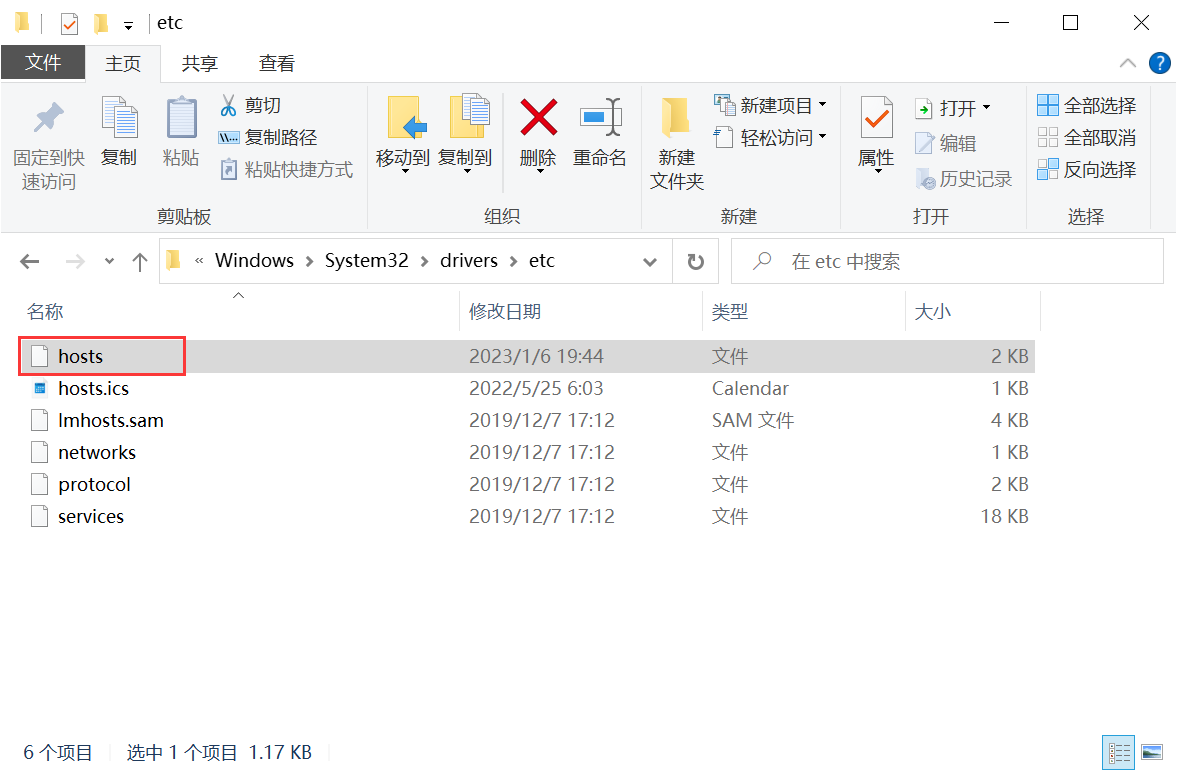 etc
文件 主页 共享 查看
固定到快速访问
复制
粘贴
剪切
复制路径
粘贴快捷方式
剪贴板
移动到
复制到
删除
重命名
组织
新建文件夹
新建项目
轻松访问
新建
属性
打开
编辑
历史记录
打开
全部选择
全部取消
反向选择
选择
« Windows > System32 > drivers > etc
在 etc 中搜索
名称 修改日期 类型 大小
hosts 2023/1/6 19:44 文件 2 KB
hosts.ics 2022/5/25 6:03 Calendar 1 KB
lmhosts.sam 2019/12/7 17:12 SAM 文件 4 KB
networks 2019/12/7 17:12 文件 1 KB
protocol 2019/12/7 17:12 文件 2 KB
services 2019/12/7 17:12 文件 18 KB
6 个项目 选中 1 个项目 1.17 KB